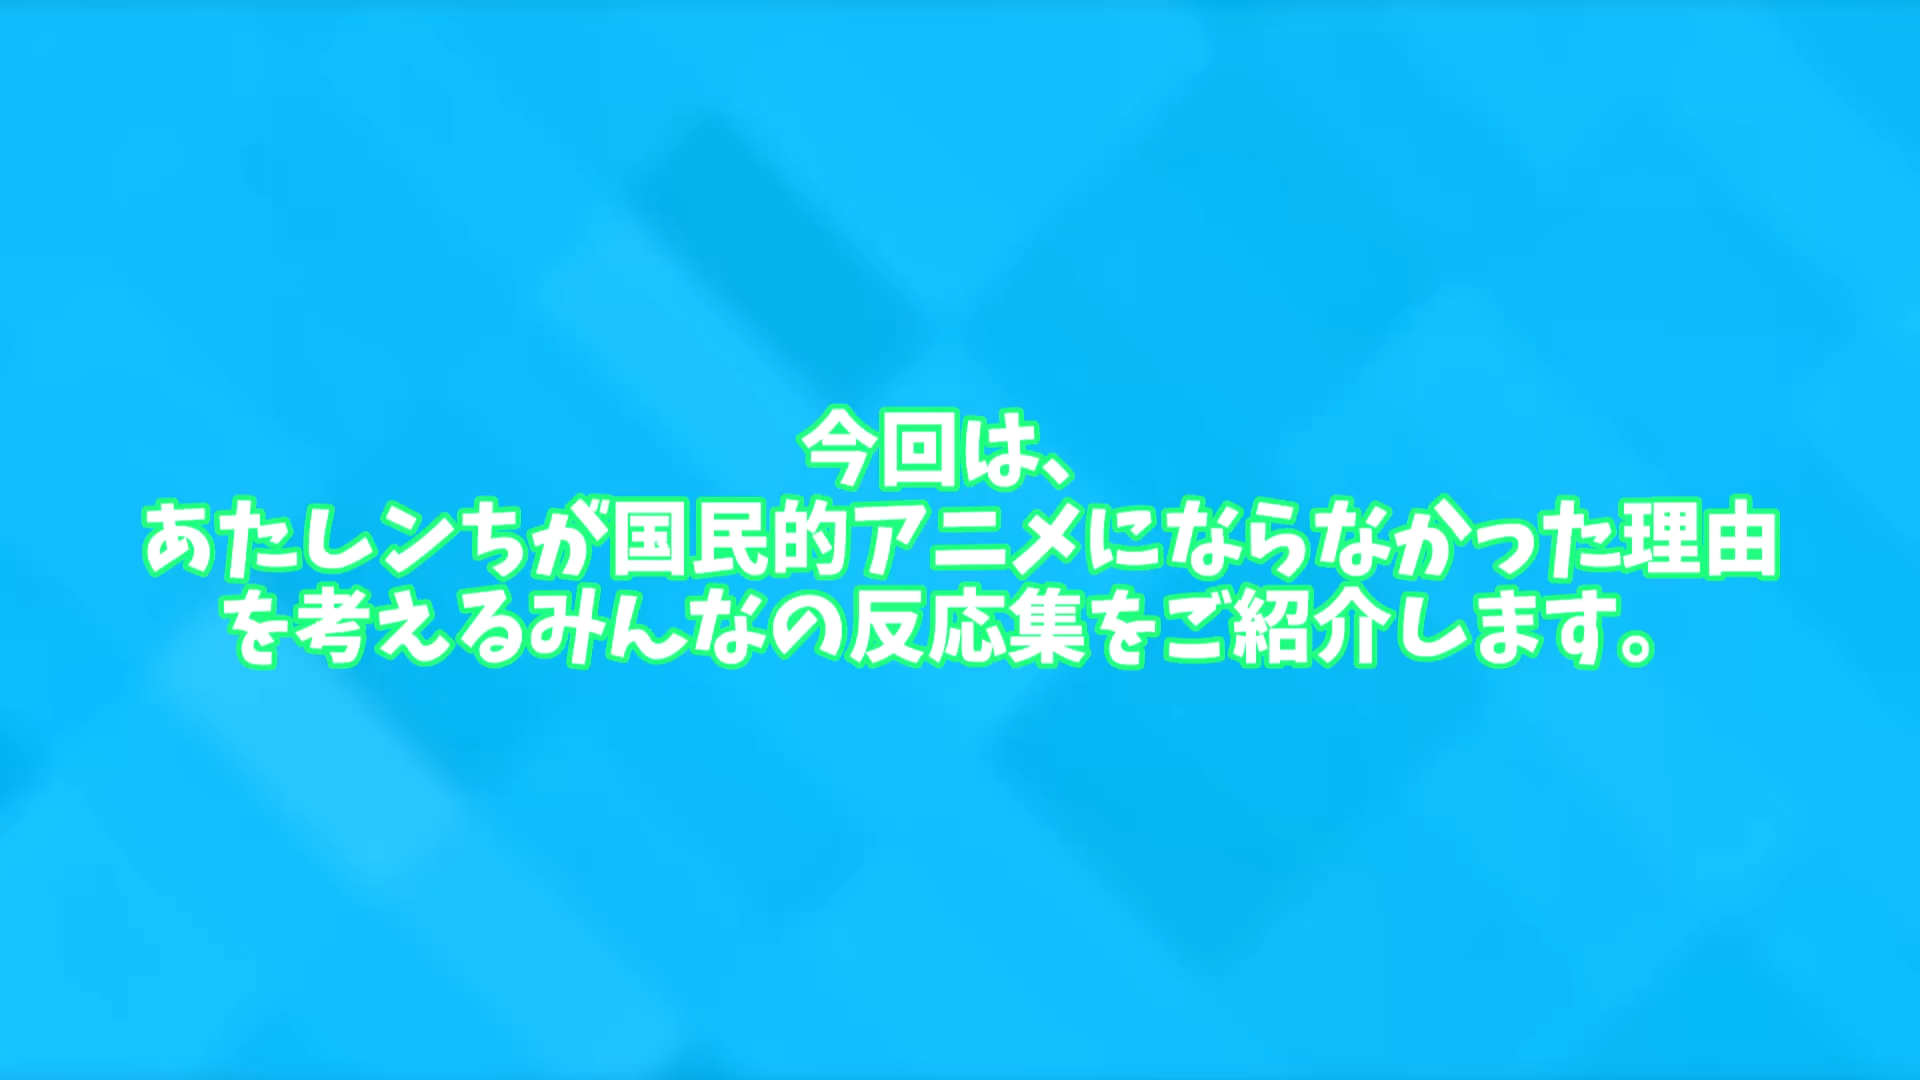 今回は、
あたしンちが国民的アニメにならなかった理由
を考えるみんなの反応集をご紹介します。